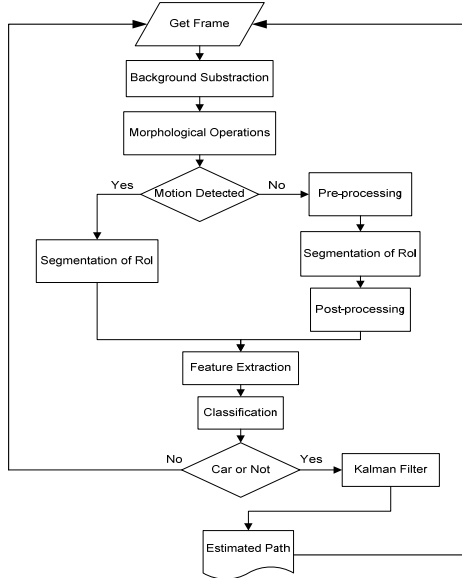 Get Frame
Background Substraction
Morphological Operations
Yes
Motion Detected
No
Pre-processing
Segmentation of RoI
Segmentation of RoI
Post-processing
Feature Extraction
Classification
No
Car or Not
Yes
Kalman Filter
Estimated Path